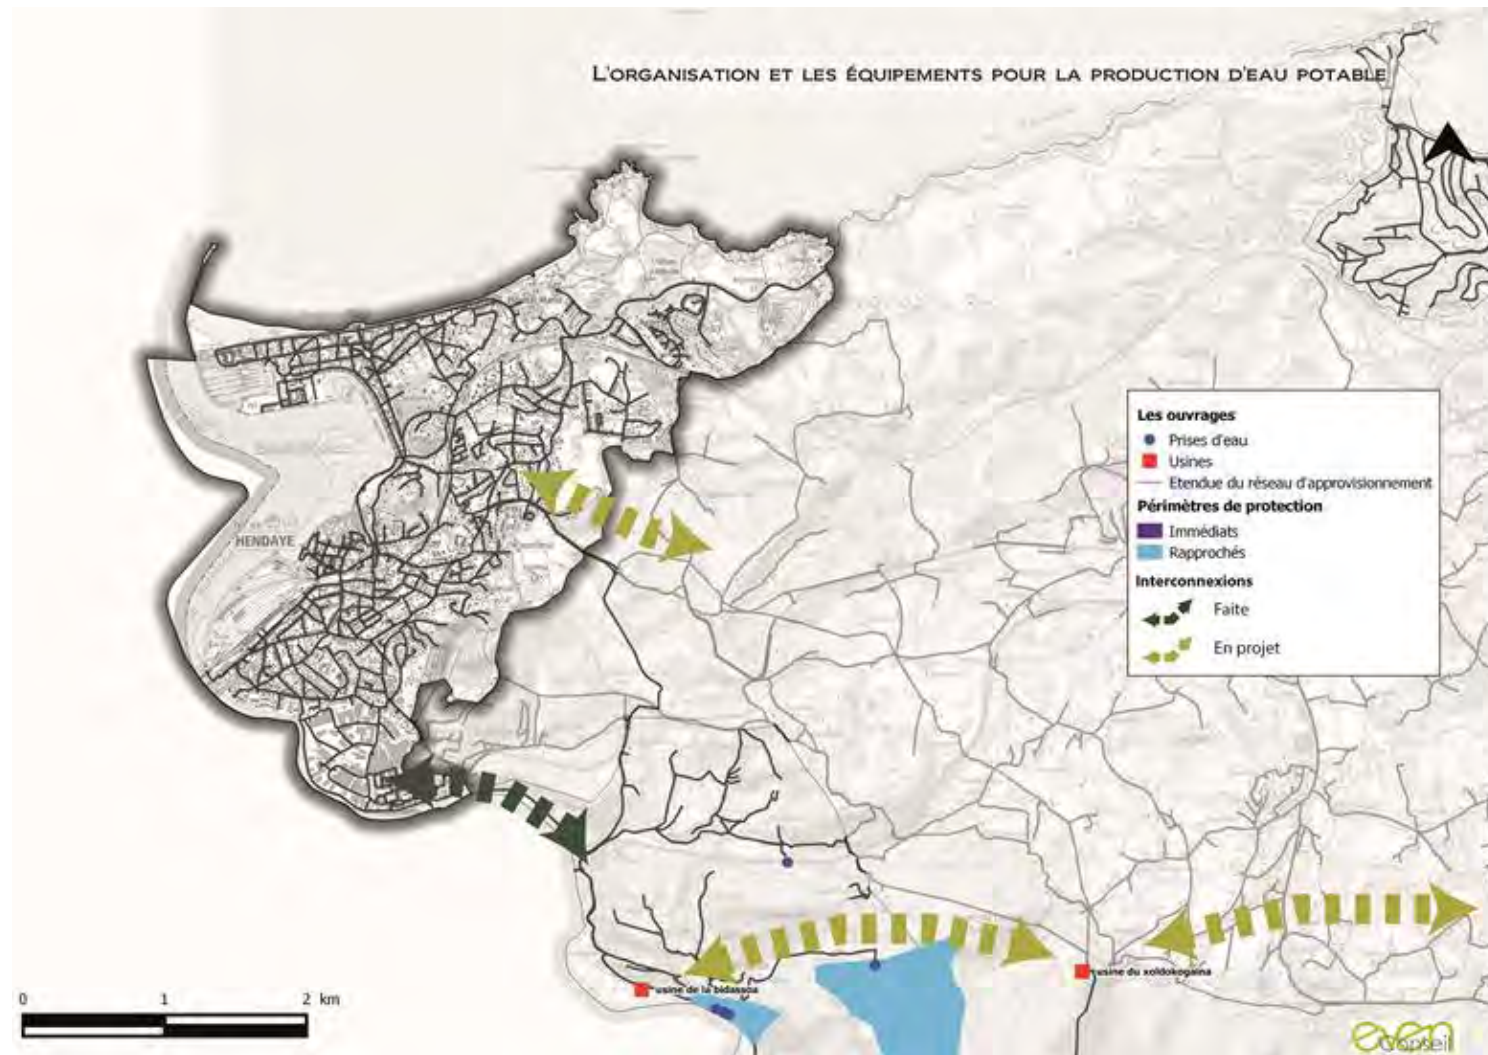 L'ORGANISATION ET LES ÉQUIPEMENTS POUR LA PRODUCTION D'EAU POTABLE
Les ouvrages
Prises d'eau
Usines
Etendue du réseau d'approvisionnement
Périmètres de protection
Immédiats
Rapprochés
Interconnexions
Faite
En projet
HENDAYE
usine du xoldokogaina
usine de la bidassoa
0 1 2 km
even
Conseil